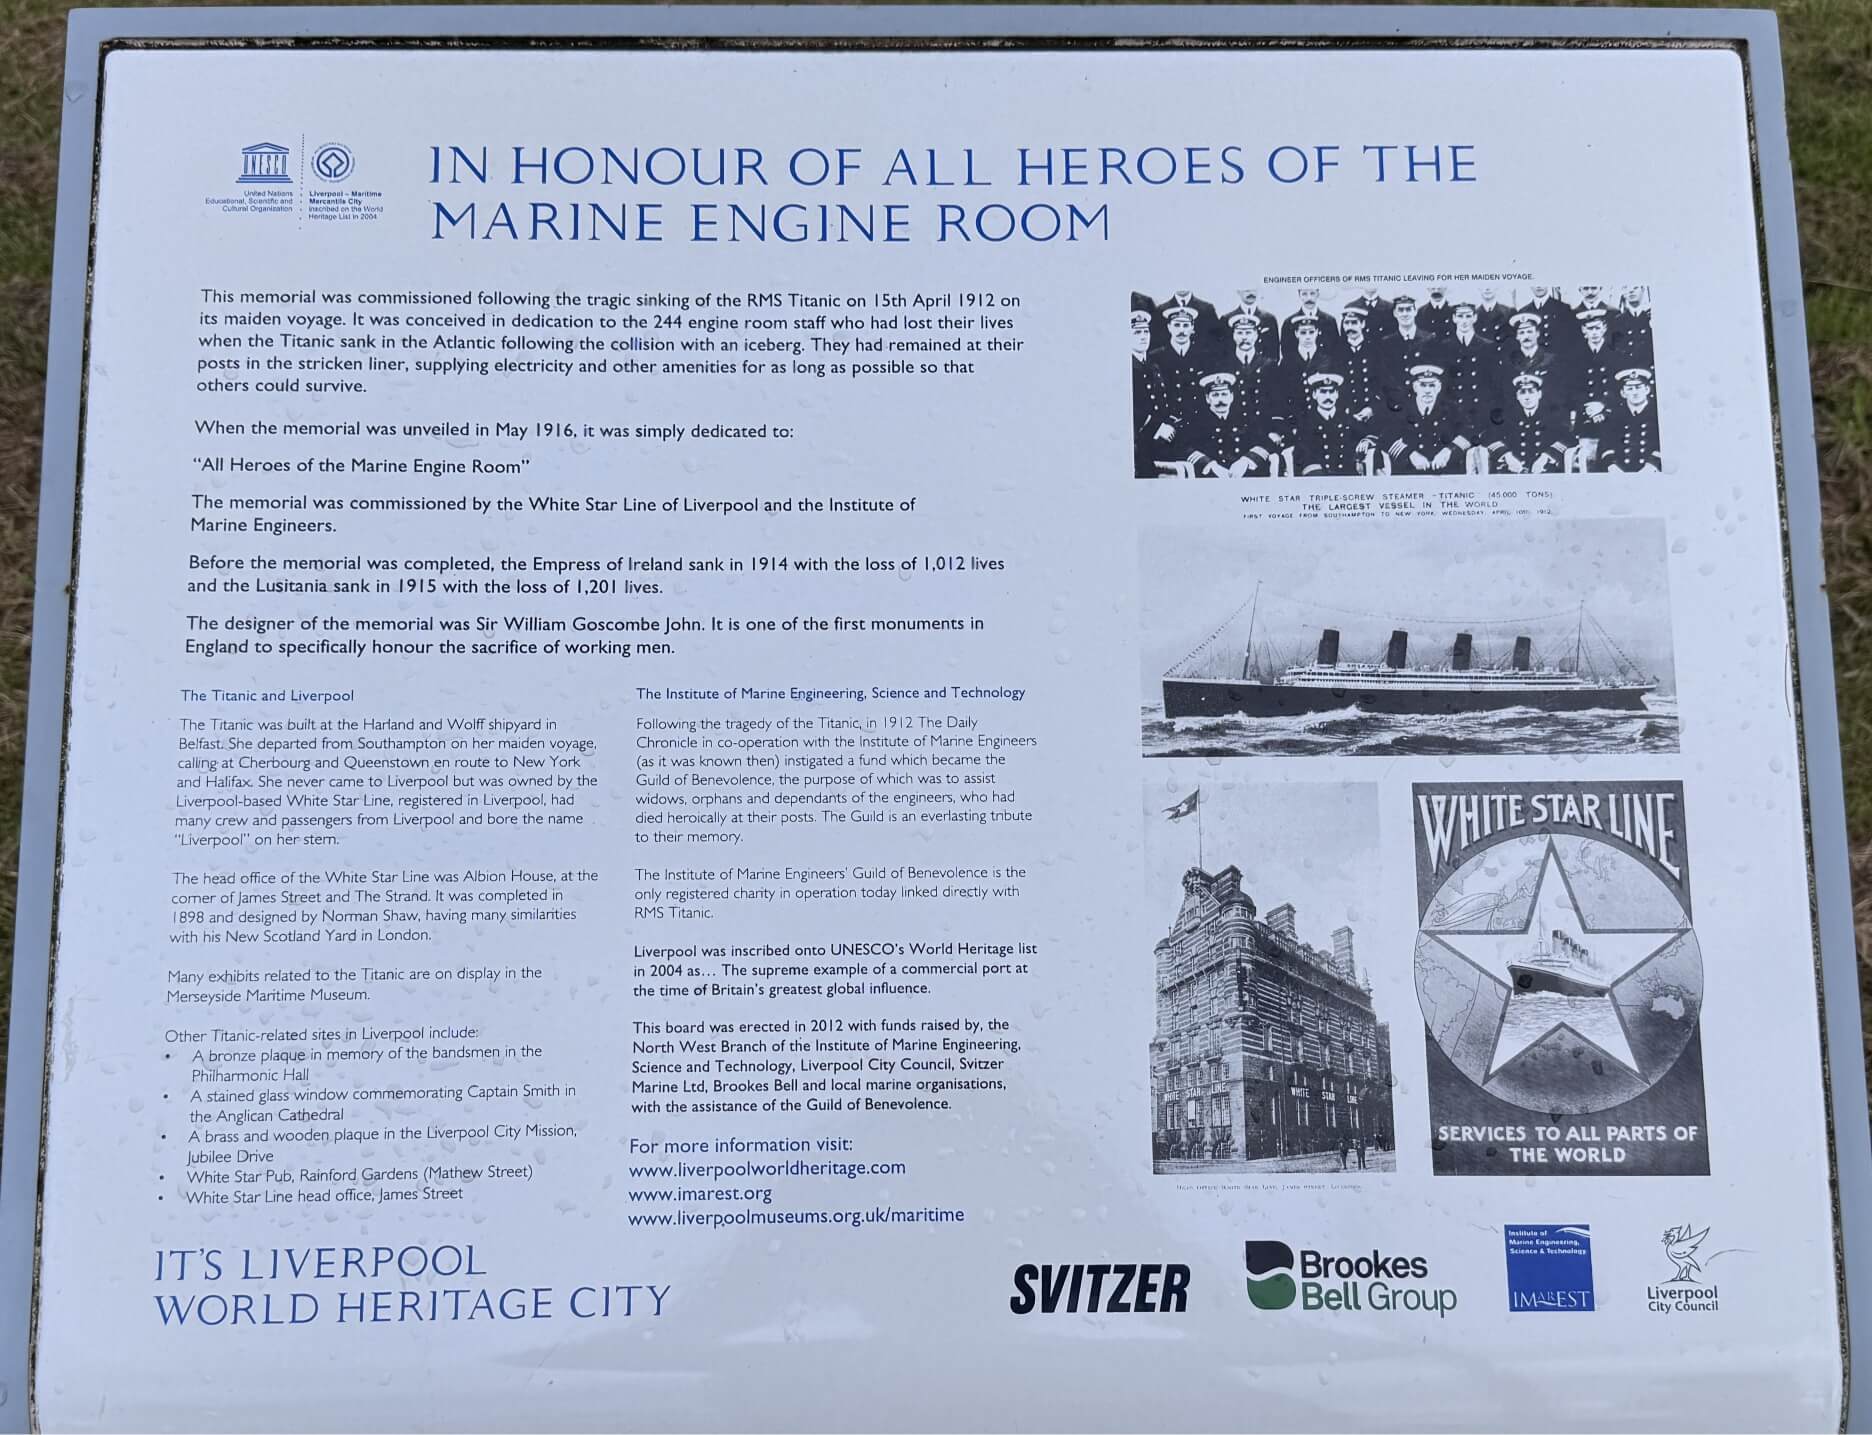 UNESCO
United Nations
Educational, Scientific and
Cultural Organization
Liverpool – Maritime
Mercantile City
inscribed on the World
Heritage List in 2004
IN HONOUR OF ALL HEROES OF THE
MARINE ENGINE ROOM
This memorial was commissioned following the tragic sinking of the RMS Titanic on 15th April 1912 on
its maiden voyage. It was conceived in dedication to the 244 engine room staff who had lost their lives
when the Titanic sank in the Atlantic following the collision with an iceberg. They had remained at their
posts in the stricken liner, supplying electricity and other amenities for as long as possible so that
others could survive.
When the memorial was unveiled in May 1916, it was simply dedicated to:
“All Heroes of the Marine Engine Room”
The memorial was commissioned by the White Star Line of Liverpool and the Institute of
Marine Engineers.
Before the memorial was completed, the Empress of Ireland sank in 1914 with the loss of 1,012 lives
and the Lusitania sank in 1915 with the loss of 1,201 lives.
The designer of the memorial was Sir William Goscombe John. It is one of the first monuments in
England to specifically honour the sacrifice of working men.
The Titanic and Liverpool
The Titanic was built at the Harland and Wolff shipyard in
Belfast. She departed from Southampton on her maiden voyage,
calling at Cherbourg and Queenstown en route to New York
and Halifax. She never came to Liverpool but was owned by the
Liverpool-based White Star Line, registered in Liverpool, had
many crew and passengers from Liverpool and bore the name
“Liverpool” on her stern.
The head office of the White Star Line was Albion House, at the
corner of James Street and The Strand. It was completed in
1898 and designed by Norman Shaw, having many similarities
with his New Scotland Yard in London.
Many exhibits related to the Titanic are on display in the
Merseyside Maritime Museum.
Other Titanic-related sites in Liverpool include:
• A bronze plaque in memory of the bandsmen in the
Philharmonic Hall
• A stained glass window commemorating Captain Smith in
the Anglican Cathedral
• A brass and wooden plaque in the Liverpool City Mission,
Jubilee Drive
• White Star Pub, Rainford Gardens (Mathew Street)
• White Star Line head office, James Street
The Institute of Marine Engineering, Science and Technology
Following the tragedy of the Titanic, in 1912 The Daily
Chronicle in co-operation with the Institute of Marine Engineers
(as it was known then) instigated a fund which became the
Guild of Benevolence, the purpose of which was to assist
widows, orphans and dependants of the engineers, who had
died heroically at their posts. The Guild is an everlasting tribute
to their memory.
The Institute of Marine Engineers’ Guild of Benevolence is the
only registered charity in operation today linked directly with
RMS Titanic.
Liverpool was inscribed onto UNESCO’s World Heritage list
in 2004 as... The supreme example of a commercial port at
the time of Britain’s greatest global influence.
This board was erected in 2012 with funds raised by, the
North West Branch of the Institute of Marine Engineering,
Science and Technology, Liverpool City Council, Svitzer
Marine Ltd, Brookes Bell and local marine organisations,
with the assistance of the Guild of Benevolence.
For more information visit:
www.liverpoolworldheritage.com
www.imarest.org
www.liverpoolmuseums.org.uk/maritime
ENGINEER OFFICERS OF RMS TITANIC LEAVING FOR HER MAIDEN VOYAGE.
WHITE STAR TRIPLE-SCREW STEAMER - TITANIC (45.000 TONS)
THE LARGEST VESSEL IN THE WORLD
FIRST VOYAGE FROM SOUTHAMPTON TO NEW YORK, WEDNESDAY, APRIL 10TH, 1912.
WHITE STAR LINE
WHITE STAR LINE
WHITE STAR LINE
SERVICES TO ALL PARTS OF
THE WORLD
HEAD OFFICE WHITE STAR LINE, JAMES STREET, LIVERPOOL
IT’S LIVERPOOL
WORLD HERITAGE CITY
SVITZER
Brookes
Bell Group
Institute of
Marine Engineering,
Science & Technology
IMAREST
Liverpool
City Council